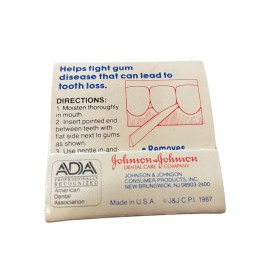 Helps fight gum
disease that can lead to
tooth loss.
DIRECTIONS:
1. Moisten thoroughly
in mouth.
2. Insert pointed end
between teeth with
flat side next to gums
as shown.
3. Use gentle in-and-
• Removes
ADA
PROFESSIONALLY
RECOGNIZED
American
Dental
Association
Johnson & Johnson
DENTAL CARE COMPANY
JOHNSON & JOHNSON
CONSUMER PRODUCTS, INC.
NEW BRUNSWICK, NJ 08903-2400
Made in U.S.A. © J&J C.P.I. 1987